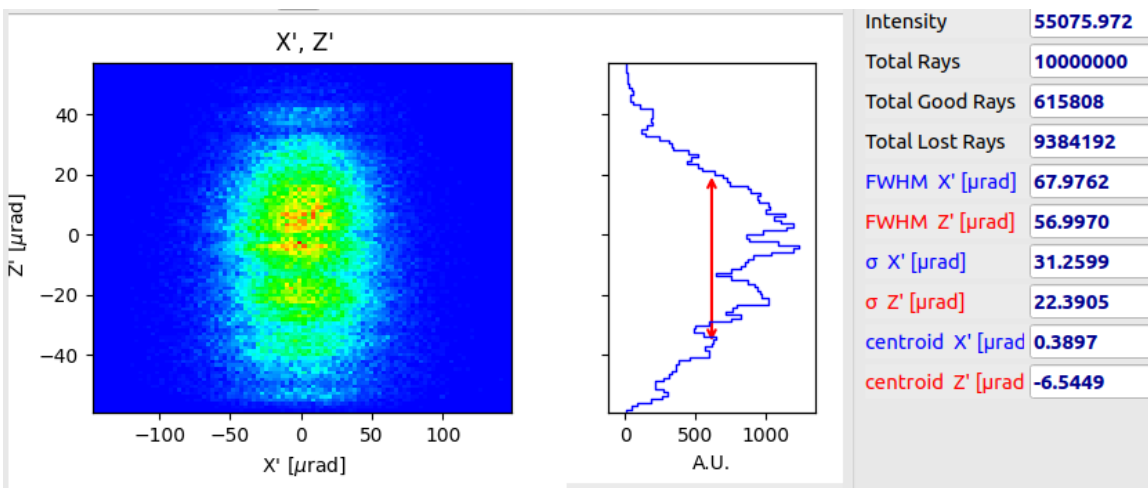 X', Z'
40
20
0
−20
−40
Z' [μrad]
−100
−50
0
50
100
X' [μrad]
0
500
1000
A.U.
Intensity 55075.972
Total Rays 10000000
Total Good Rays 615808
Total Lost Rays 9384192
FWHM X' [μrad] 67.9762
FWHM Z' [μrad] 56.9970
σ X' [μrad] 31.2599
σ Z' [μrad] 22.3905
centroid X' [μrad 0.3897
centroid Z' [μrad -6.5449